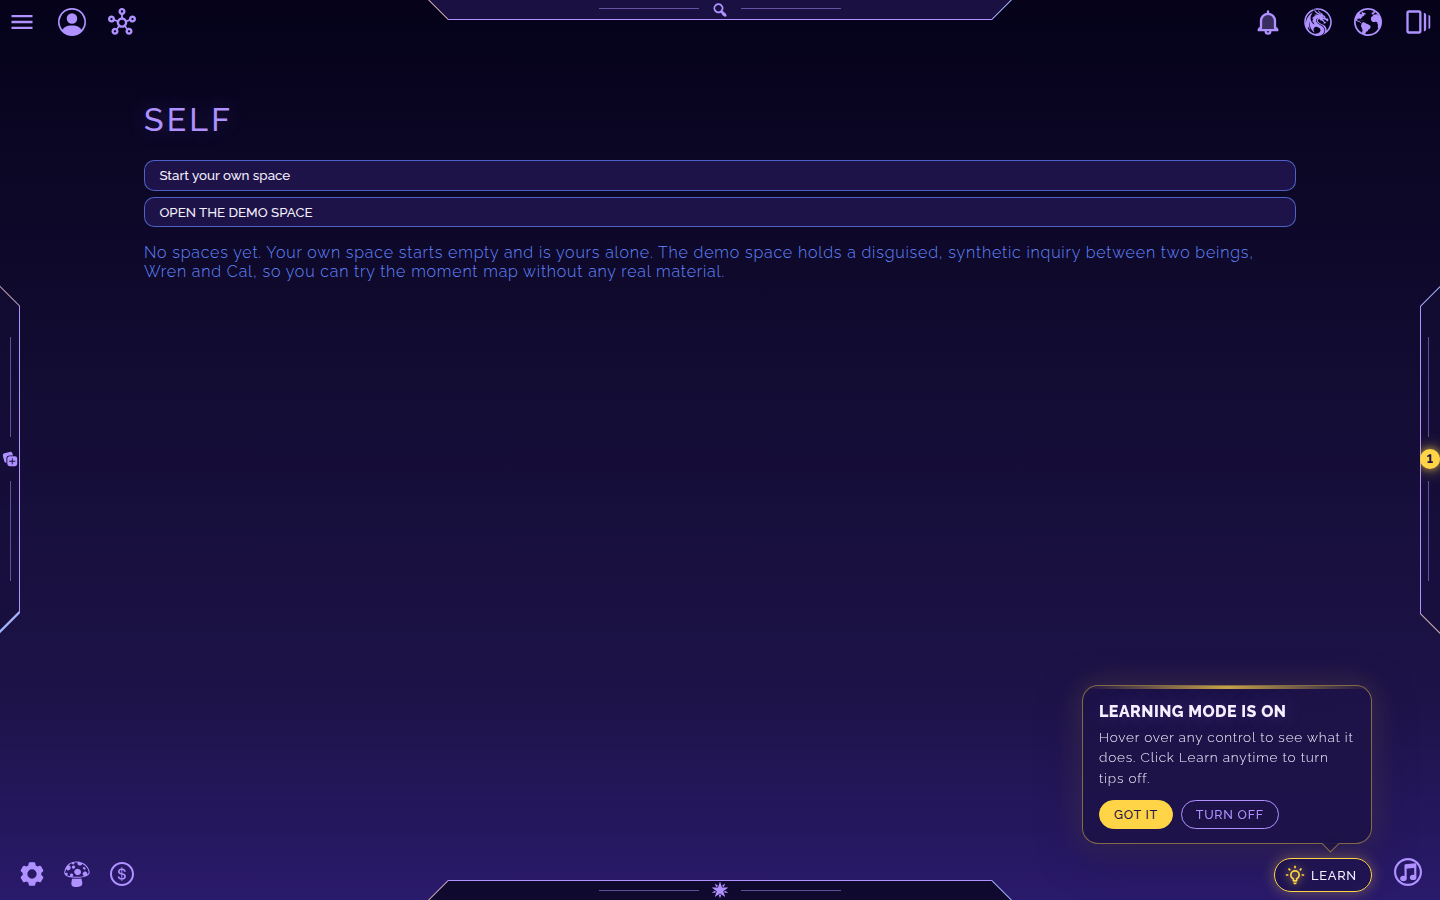 SELF
Start your own space
OPEN THE DEMO SPACE
No spaces yet. Your own space starts empty and is yours alone. The demo space holds a disguised, synthetic inquiry between two beings,
Wren and Cal, so you can try the moment map without any real material.
1
LEARNING MODE IS ON
Hover over any control to see what it
does. Click Learn anytime to turn
tips off.
GOT IT
TURN OFF
LEARN